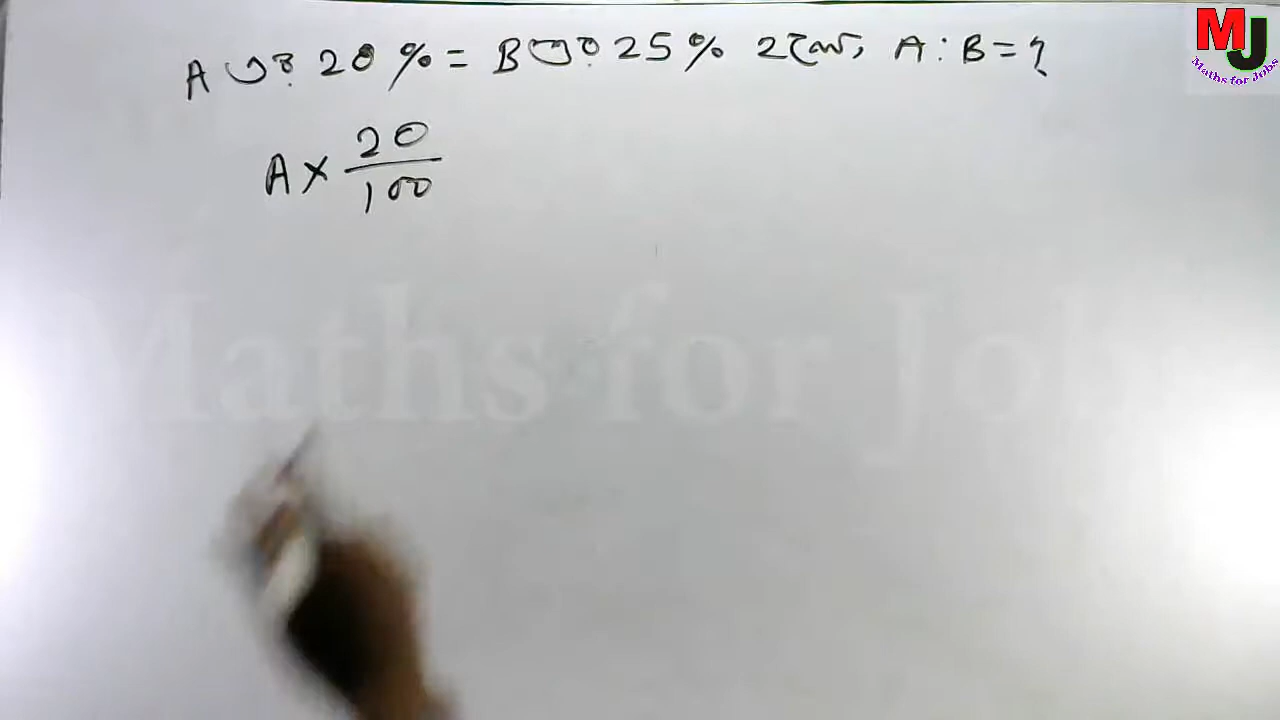 A এর 20% = B এর 25% হলে, A : B = ?
A × 20/100
Maths for Jobs
MJ
Maths for Jobs